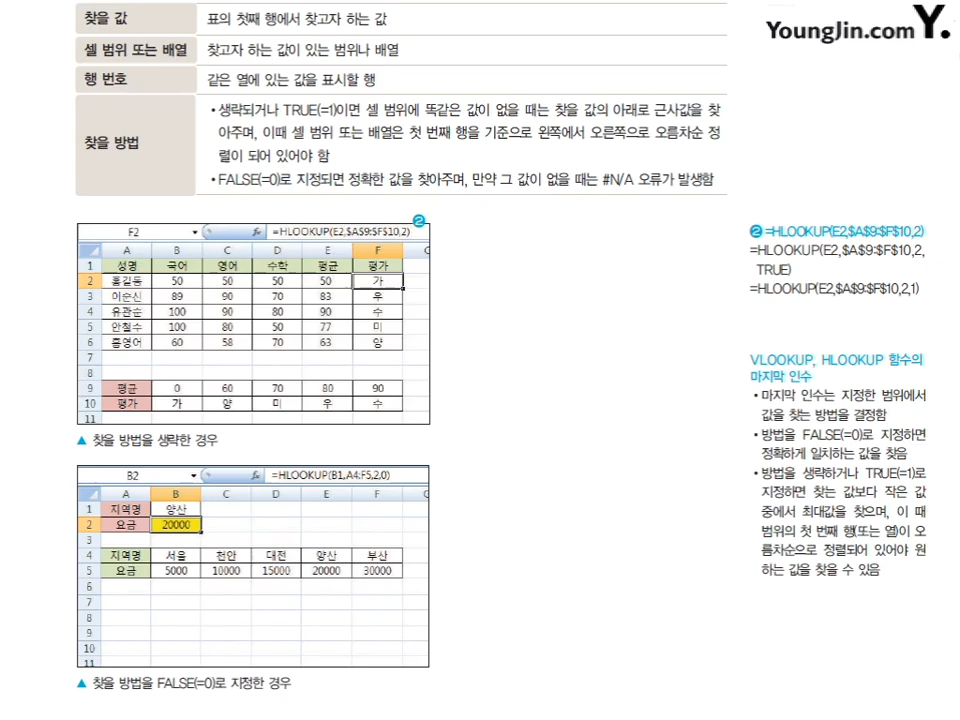 찾을 값 표의 첫째 행에서 찾고자 하는 값
셀 범위 또는 배열 찾고자 하는 값이 있는 범위나 배열
행 번호 같은 열에 있는 값을 표시할 행
찾을 방법
• 생략되거나 TRUE(=1)이면 셀 범위에 똑같은 값이 없을 때는 찾을 값의 아래로 근사값을 찾
아주며, 이때 셀 범위 또는 배열은 첫 번째 행을 기준으로 왼쪽에서 오른쪽으로 오름차순 정
렬이 되어 있어야 함
• FALSE(=0)로 지정되면 정확한 값을 찾아주며, 만약 그 값이 없을 때는 #N/A 오류가 발생함
YoungJin.com Y.
❷
F2 fx =HLOOKUP(E2,$A$9:$F$10,2)
A B C D E F
1 성명 국어 영어 수학 평균 평가
2 홍길동 50 50 50 50 가
3 이순신 89 90 70 83 우
4 유관순 100 90 80 90 수
5 안철수 100 80 50 77 미
6 홍영어 60 58 70 63 양
7
8
9 평균 0 60 70 80 90
10 평가 가 양 미 우 수
11
▲ 찾을 방법을 생략한 경우
B2 fx =HLOOKUP(B1,A4:F5,2,0)
A B C D E F
1 지역명 양산
2 요금 20000
3
4 지역명 서울 천안 대전 양산 부산
5 요금 5000 10000 15000 20000 30000
6
7
8
9
10
11
▲ 찾을 방법을 FALSE(=0)로 지정한 경우
❷ =HLOOKUP(E2,$A$9:$F$10,2)
=HLOOKUP(E2,$A$9:$F$10,2,
TRUE)
=HLOOKUP(E2,$A$9:$F$10,2,1)
VLOOKUP, HLOOKUP 함수의
마지막 인수
• 마지막 인수는 지정한 범위에서
값을 찾는 방법을 결정함
• 방법을 FALSE(=0)로 지정하면
정확하게 일치하는 값을 찾음
• 방법을 생략하거나 TRUE(=1)로
지정하면 찾는 값보다 작은 값
중에서 최대값을 찾으며, 이 때
범위의 첫 번째 행(또는 열)이 오
름차순으로 정렬되어 있어야 원
하는 값을 찾을 수 있음